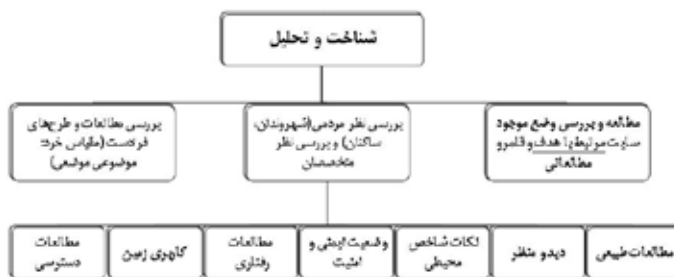 شناخت و تحلیل
مطالعه و بررسی وضع موجود
سایت مرتبط با هدف و قلمرو
مطالعاتی
بررسی نظر مردمی(شهروندان،
ساکنان) و بررسی نظر
متخصصان
بررسی مطالعات و طرح‌های
فرادست(مقیاس خرد:
موضوعی موضعی)
مطالعات طبیعی
دید و منظر
نکات شاخص
محیطی
وضعیت ایمنی و
امنیت
مطالعات
رفتاری
کاربری زمین
مطالعات
دسترسی